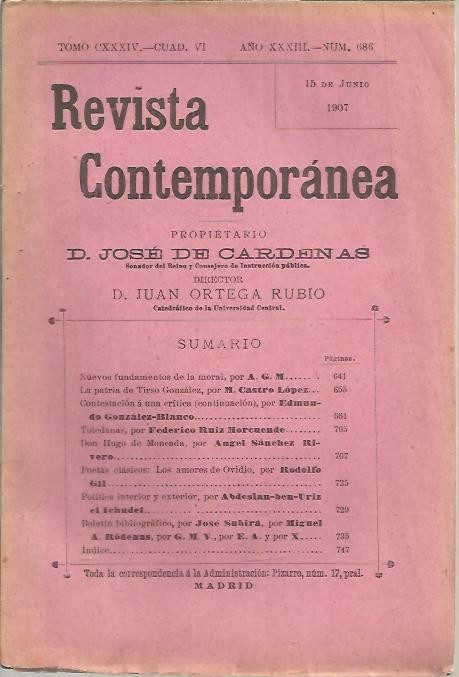 TOMO CXXXIV.—CUAD. VI AÑO XXXIII.—NUM. 686
15 DE JUNIO
1907
Revista
Contemporánea
PROPIETARIO
D. JOSÉ DE CARDENAS
Senador del Reino y Consejero de Instrucción pública.
DIRECTOR
D. JUAN ORTEGA RUBIO
Catedrático de la Universidad Central.
SUMARIO
Páginas.
Nuevos fundamentos de la moral, por A. G. M....... 641
La patria de Tirso González, por M. Castro López... 655
Contestación á una crítica (continuación), por Edmun-
do González-Blanco........ 661
Toledanas, por Federico Ruiz Morcuende....... 705
Don Hugo de Moncada, por Angel Sánchez Ri-
vero........ 707
Poetas clásicos: Los amores de Ovidio, por Rodolfo
Gil........ 725
Política interior y exterior, por Abdeslan-ben-Uriz
el Ichudel........ 729
Boletín bibliográfico, por José Subirá, por Miguel
A. Ródenas, por G. M. V., por E. A. y por X..... 735
Índice........ 747
Toda la correspondencia á la Administración: Pizarro, núm. 17, pral.
MADRID